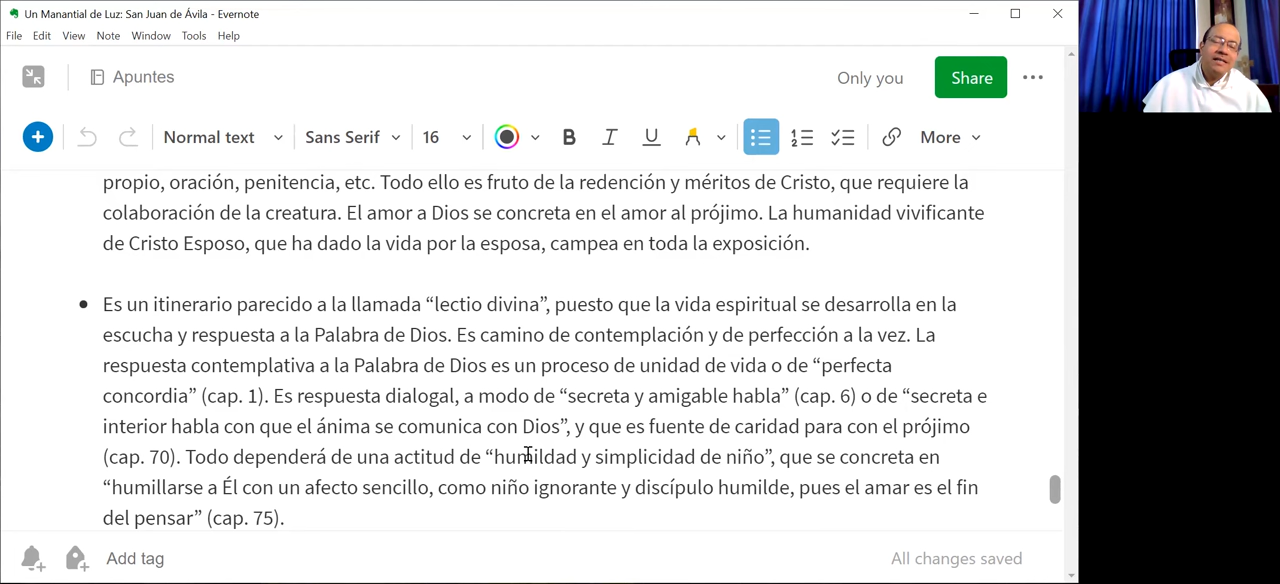 Un Manantial de Luz: San Juan de Ávila - Evernote
File Edit View Note Window Tools Help
Apuntes Only you Share
Normal text Sans Serif 16 B I U More
propio, oración, penitencia, etc. Todo ello es fruto de la redención y méritos de Cristo, que requiere la
colaboración de la creatura. El amor a Dios se concreta en el amor al prójimo. La humanidad vivificante
de Cristo Esposo, que ha dado la vida por la esposa, campea en toda la exposición.
Es un itinerario parecido a la llamada “lectio divina”, puesto que la vida espiritual se desarrolla en la
escucha y respuesta a la Palabra de Dios. Es camino de contemplación y de perfección a la vez. La
respuesta contemplativa a la Palabra de Dios es un proceso de unidad de vida o de “perfecta
concordia” (cap. 1). Es respuesta dialogal, a modo de “secreta y amigable habla” (cap. 6) o de “secreta e
interior habla con que el ánima se comunica con Dios”, y que es fuente de caridad para con el prójimo
(cap. 70). Todo dependerá de una actitud de “humildad y simplicidad de niño”, que se concreta en
“humillarse a Él con un afecto sencillo, como niño ignorante y discípulo humilde, pues el amar es el fin
del pensar” (cap. 75).
Add tag All changes saved